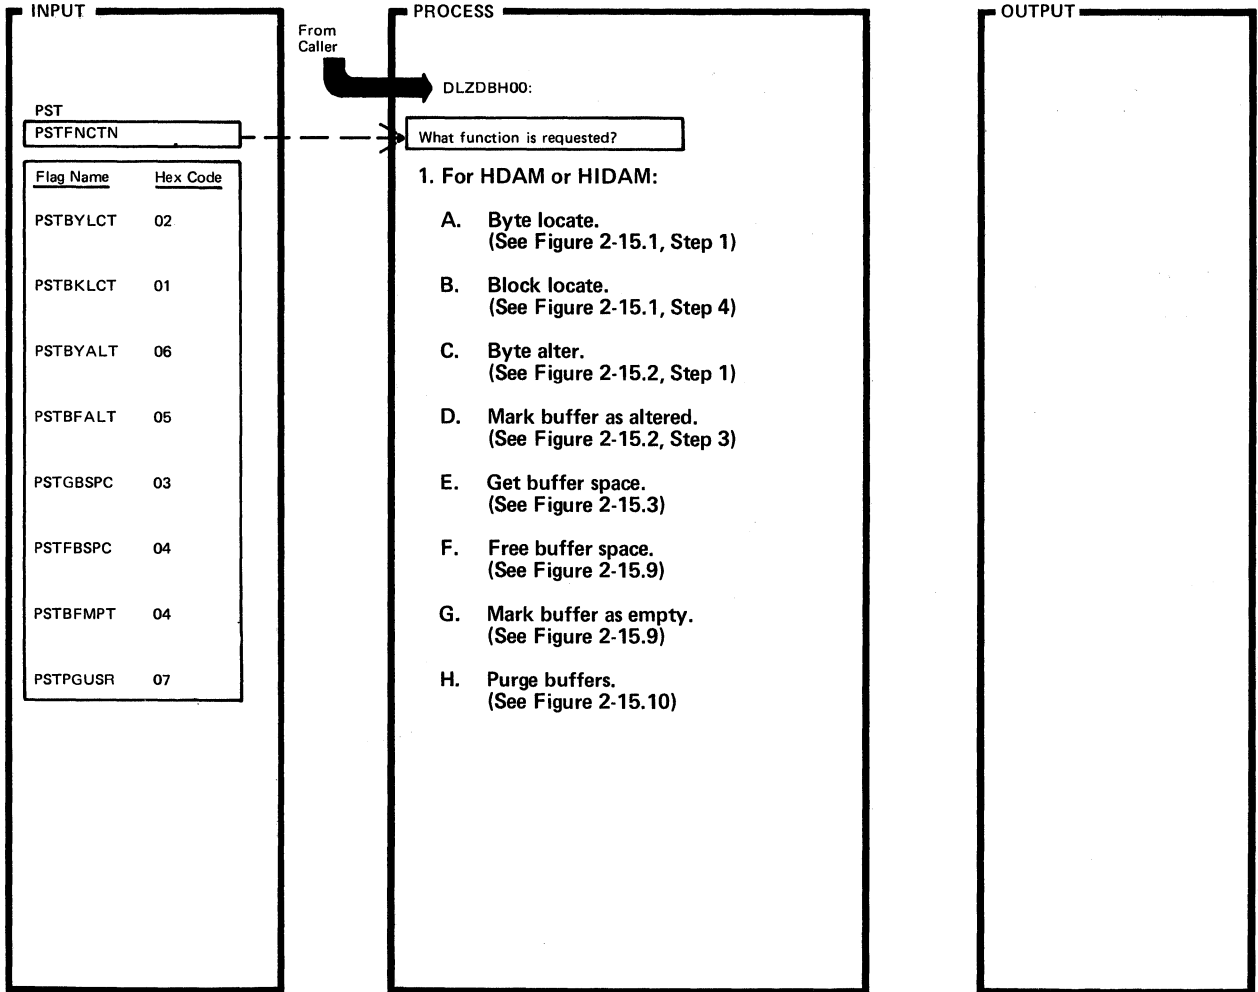 INPUT
PROCESS
OUTPUT
From
Caller
DLZDBH00:
PST
PSTFNCTN
What function is requested?
Flag Name Hex Code
PSTBYLCT 02
PSTBKLCT 01
PSTBYALT 06
PSTBFALT 05
PSTGBSPC 03
PSTFBSPC 04
PSTBFMPT 04
PSTPGUSR 07
1. For HDAM or HIDAM:
A. Byte locate.
(See Figure 2-15.1, Step 1)
B. Block locate.
(See Figure 2-15.1, Step 4)
C. Byte alter.
(See Figure 2-15.2, Step 1)
D. Mark buffer as altered.
(See Figure 2-15.2, Step 3)
E. Get buffer space.
(See Figure 2-15.3)
F. Free buffer space.
(See Figure 2-15.9)
G. Mark buffer as empty.
(See Figure 2-15.9)
H. Purge buffers.
(See Figure 2-15.10)